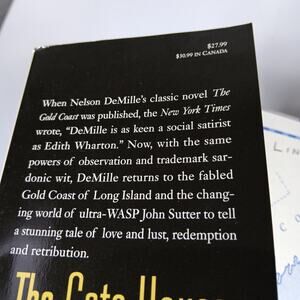 $27.99
$30.99 IN CANADA
When Nelson DeMille's classic novel The
Gold Coast was published, the New York Times
wrote, "DeMille is as keen a social satirist
as Edith Wharton." Now, with the same
powers of observation and trademark sar-
donic wit, DeMille returns to the fabled
Gold Coast of Long Island and the chang-
ing world of ultra-WASP John Sutter to tell
a stunning tale of love and lust, redemption
and retribution.
The Gate House